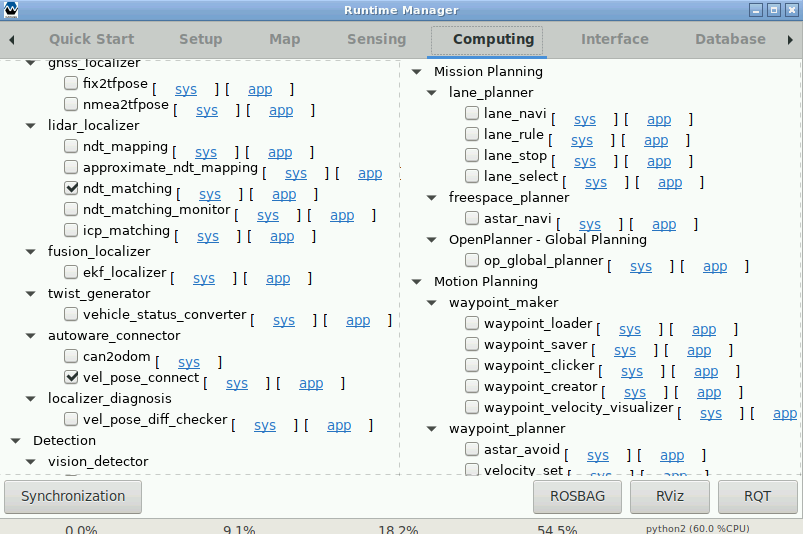 Runtime Manager
Quick Start Setup Map Sensing Computing Interface Database
gnss_localizer
fix2tfpose [ sys ] [ app ]
nmea2tfpose [ sys ] [ app ]
lidar_localizer
ndt_mapping [ sys ] [ app ]
approximate_ndt_mapping [ sys ] [ app
ndt_matching [ sys ] [ app ]
ndt_matching_monitor [ sys ] [ app ]
icp_matching [ sys ] [ app ]
fusion_localizer
ekf_localizer [ sys ] [ app ]
twist_generator
vehicle_status_converter [ sys ] [ app ]
autoware_connector
can2odom [ sys ]
vel_pose_connect [ sys ] [ app ]
localizer_diagnosis
vel_pose_diff_checker [ sys ] [ app ]
Detection
vision_detector
Mission Planning
lane_planner
lane_navi [ sys ] [ app ]
lane_rule [ sys ] [ app ]
lane_stop [ sys ] [ app ]
lane_select [ sys ] [ app ]
freespace_planner
astar_navi [ sys ] [ app ]
OpenPlanner - Global Planning
op_global_planner [ sys ] [ app ]
Motion Planning
waypoint_maker
waypoint_loader [ sys ] [ app ]
waypoint_saver [ sys ] [ app ]
waypoint_clicker [ sys ] [ app ]
waypoint_creator [ sys ] [ app ]
waypoint_velocity_visualizer [ sys ] [ app
waypoint_planner
astar_avoid [ sys ] [ app ]
velocity_set [ sys ] [ app ]
Synchronization ROSBAG RViz RQT
0.0% 9.1% 18.2% 54.5% python2 (60.0 %CPU)